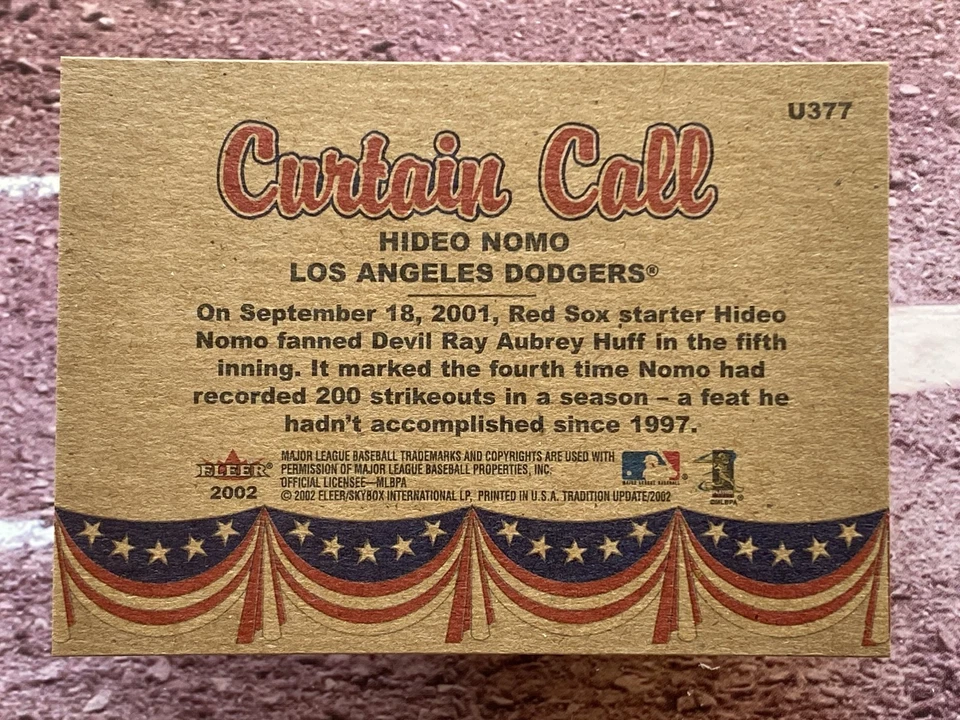 U377
Curtain Call
HIDEO NOMO
LOS ANGELES DODGERS®
On September 18, 2001, Red Sox starter Hideo
Nomo fanned Devil Ray Aubrey Huff in the fifth
inning. It marked the fourth time Nomo had
recorded 200 strikeouts in a season – a feat he
hadn't accomplished since 1997.
FLEER®
2002
MAJOR LEAGUE BASEBALL TRADEMARKS AND COPYRIGHTS ARE USED WITH
PERMISSION OF MAJOR LEAGUE BASEBALL PROPERTIES, INC.
OFFICIAL LICENSEE—MLBPA
© 2002 FLEER/SKYBOX INTERNATIONAL LP, PRINTED IN U.S.A. TRADITION UPDATE/2002
MAJOR LEAGUE BASEBALL